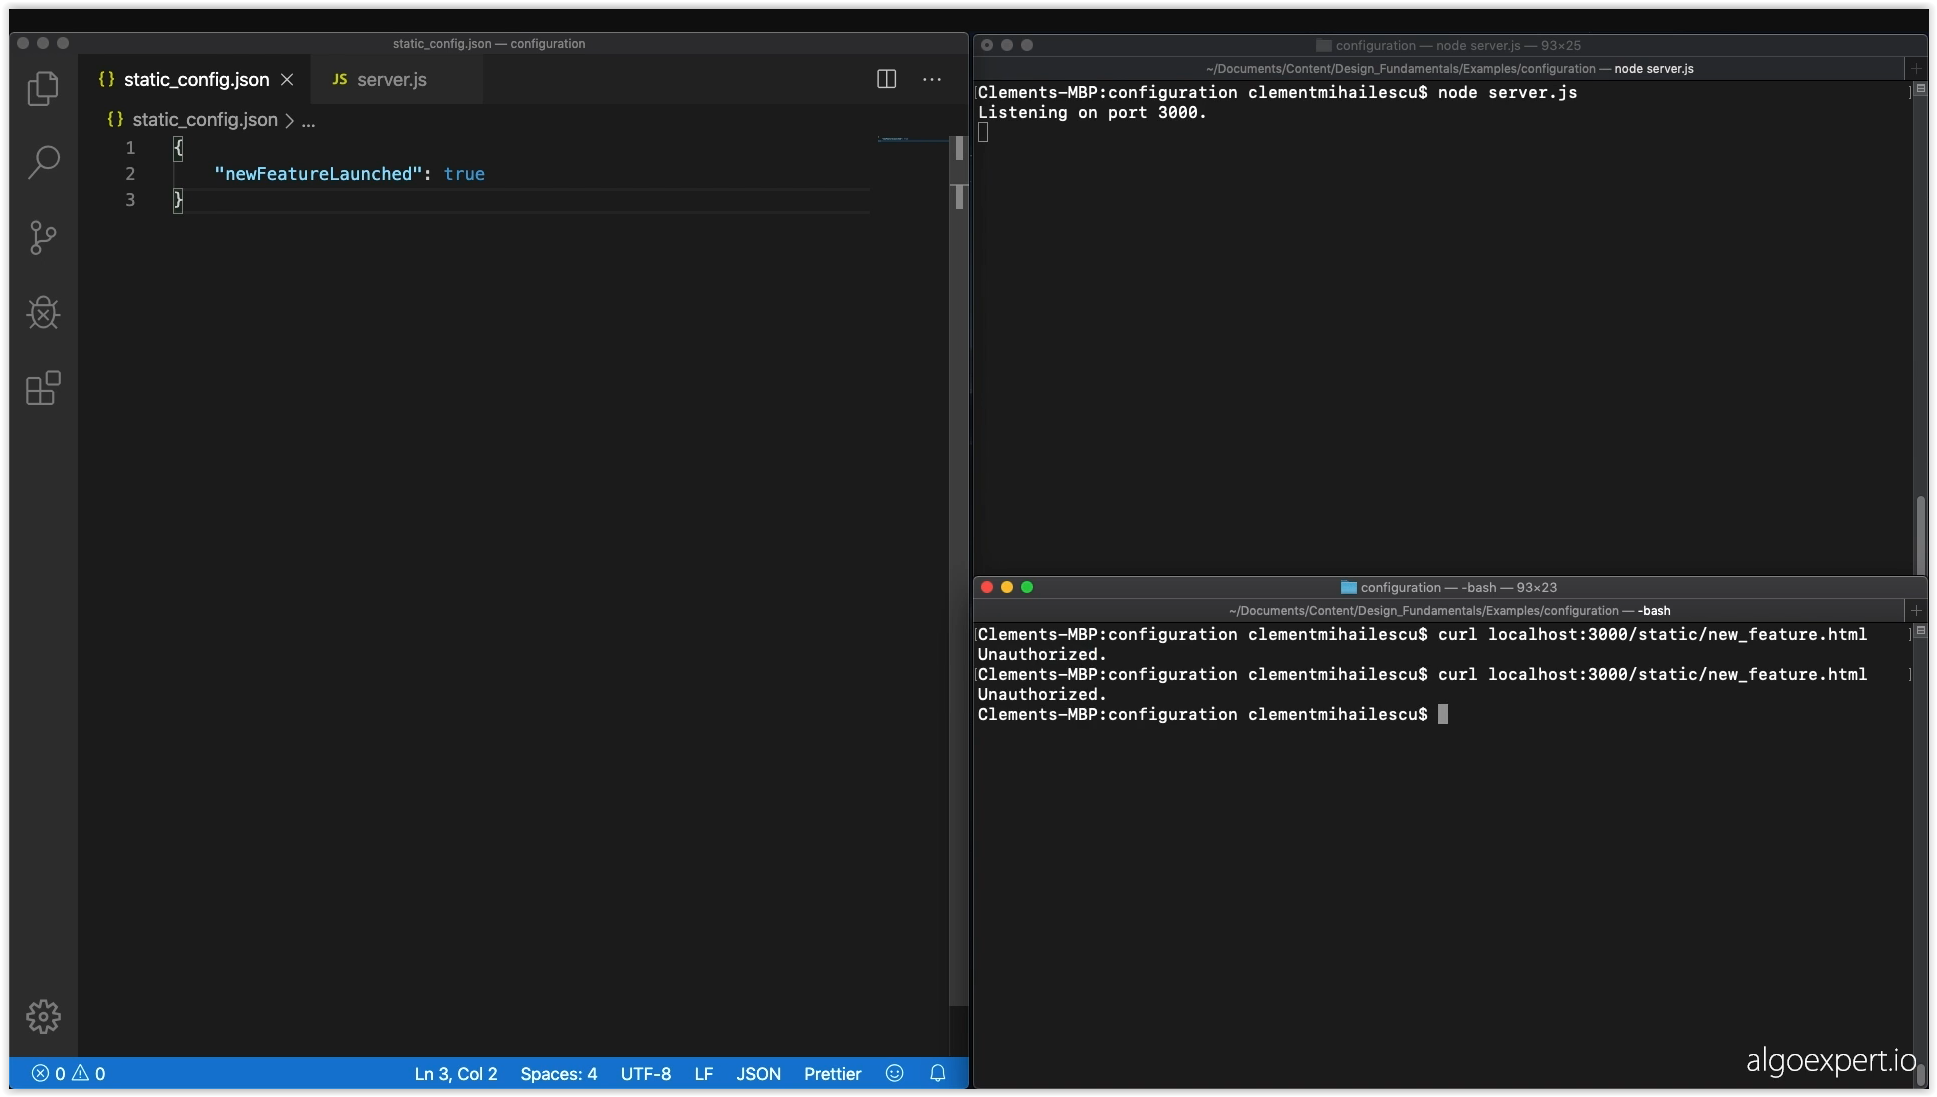 static_config.json — configuration
{} static_config.json ×
JS server.js
{} static_config.json > ...
1 {
2 "newFeatureLaunched": true
3 }
0 0
Ln 3, Col 2 Spaces: 4 UTF-8 LF JSON Prettier
configuration — node server.js — 93×25
~/Documents/Content/Design_Fundamentals/Examples/configuration — node server.js
[Clements-MBP:configuration clementmihailescu$ node server.js ]
Listening on port 3000.
configuration — -bash — 93×23
~/Documents/Content/Design_Fundamentals/Examples/configuration — -bash
[Clements-MBP:configuration clementmihailescu$ curl localhost:3000/static/new_feature.html ]
Unauthorized.
[Clements-MBP:configuration clementmihailescu$ curl localhost:3000/static/new_feature.html ]
Unauthorized.
Clements-MBP:configuration clementmihailescu$
algoexpert.io